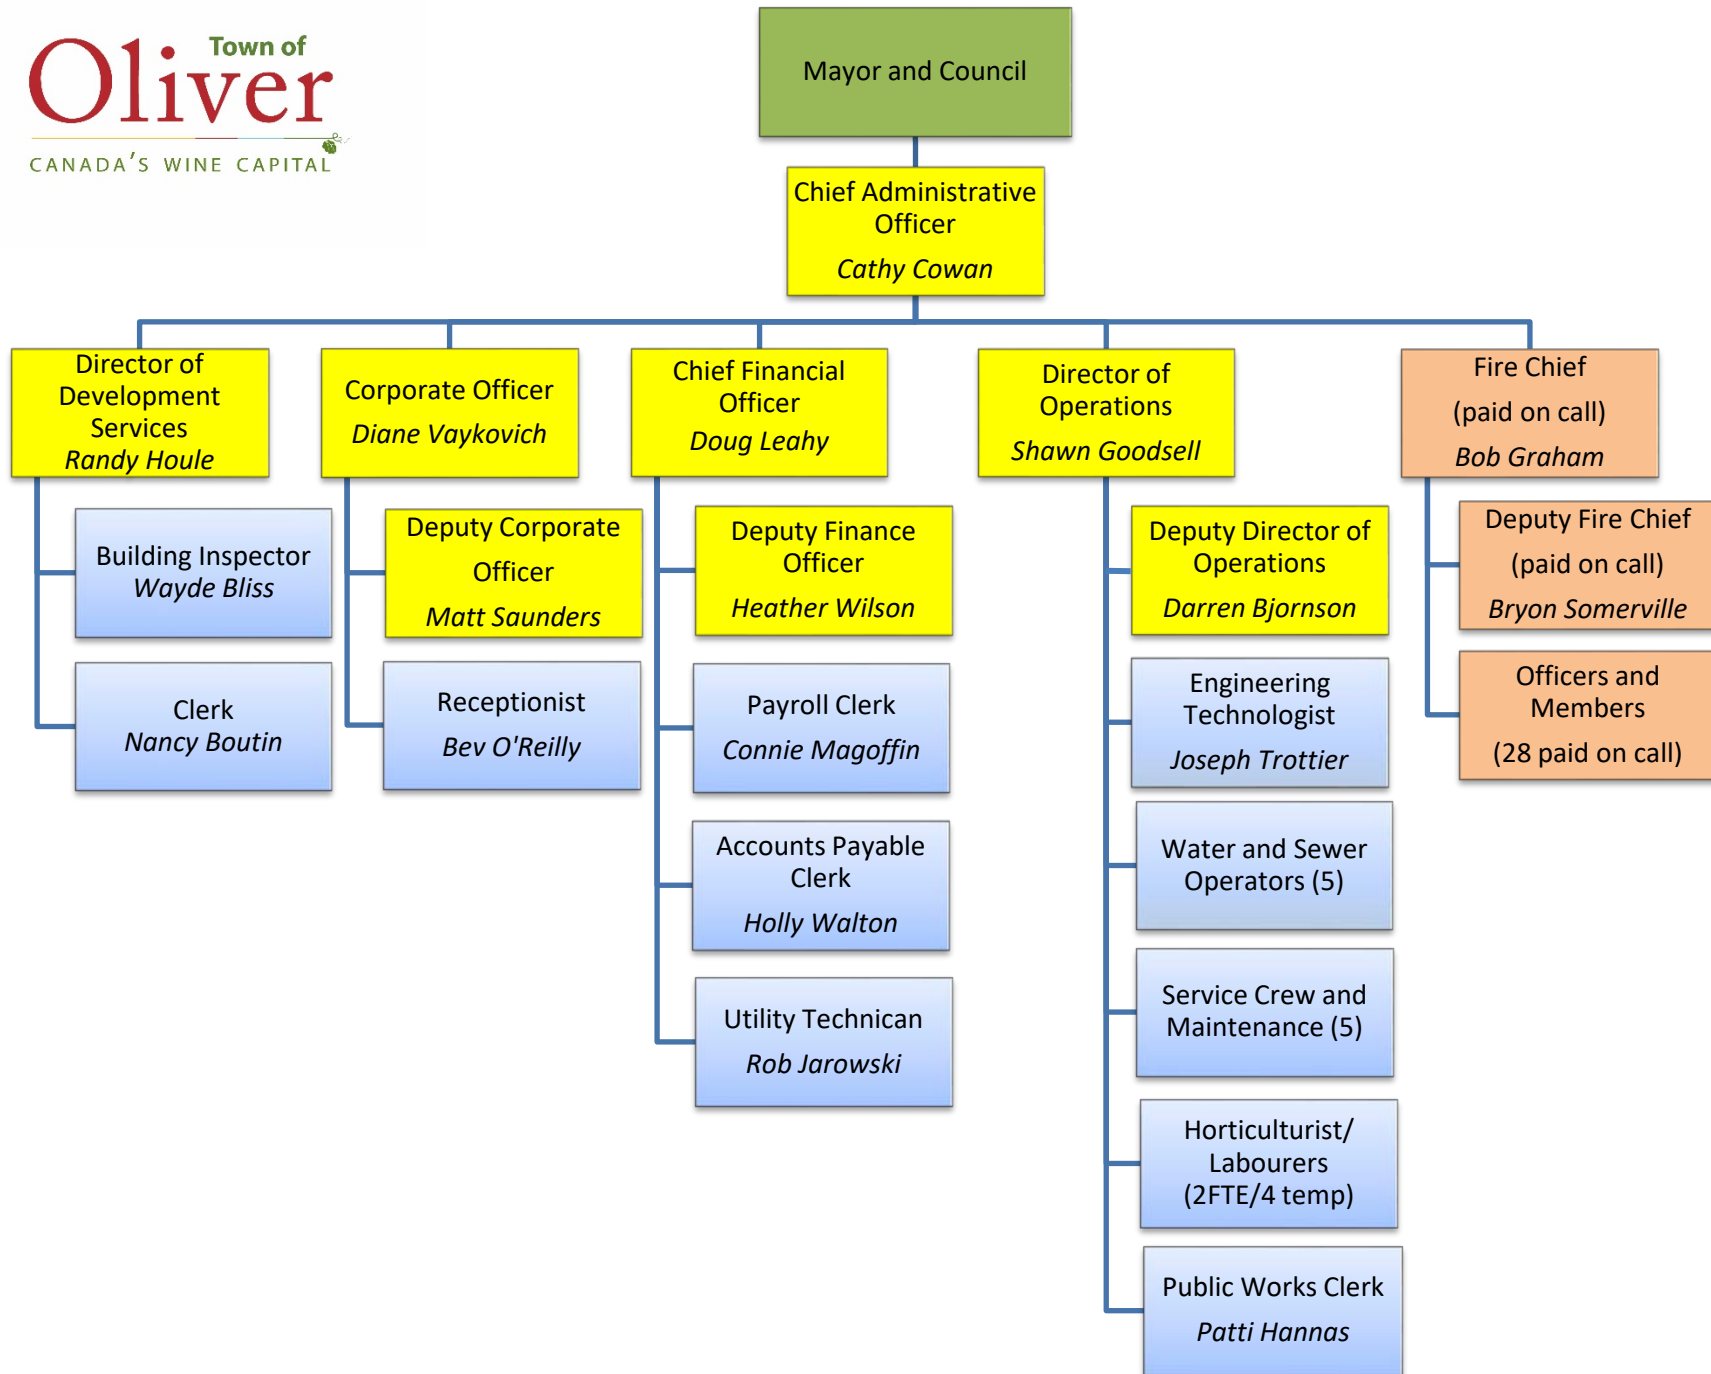 Town of
Oliver
CANADA'S WINE CAPITAL
Mayor and Council
Chief Administrative
Officer
Cathy Cowan
Director of
Development
Services
Randy Houle
Building Inspector
Wayde Bliss
Clerk
Nancy Boutin
Corporate Officer
Diane Vaykovich
Deputy Corporate
Officer
Matt Saunders
Receptionist
Bev O'Reilly
Chief Financial
Officer
Doug Leahy
Deputy Finance
Officer
Heather Wilson
Payroll Clerk
Connie Magoffin
Accounts Payable
Clerk
Holly Walton
Utility Technican
Rob Jarowski
Director of
Operations
Shawn Goodsell
Deputy Director of
Operations
Darren Bjornson
Engineering
Technologist
Joseph Trottier
Water and Sewer
Operators (5)
Service Crew and
Maintenance (5)
Horticulturist/
Labourers
(2FTE/4 temp)
Public Works Clerk
Patti Hannas
Fire Chief
(paid on call)
Bob Graham
Deputy Fire Chief
(paid on call)
Bryon Somerville
Officers and
Members
(28 paid on call)